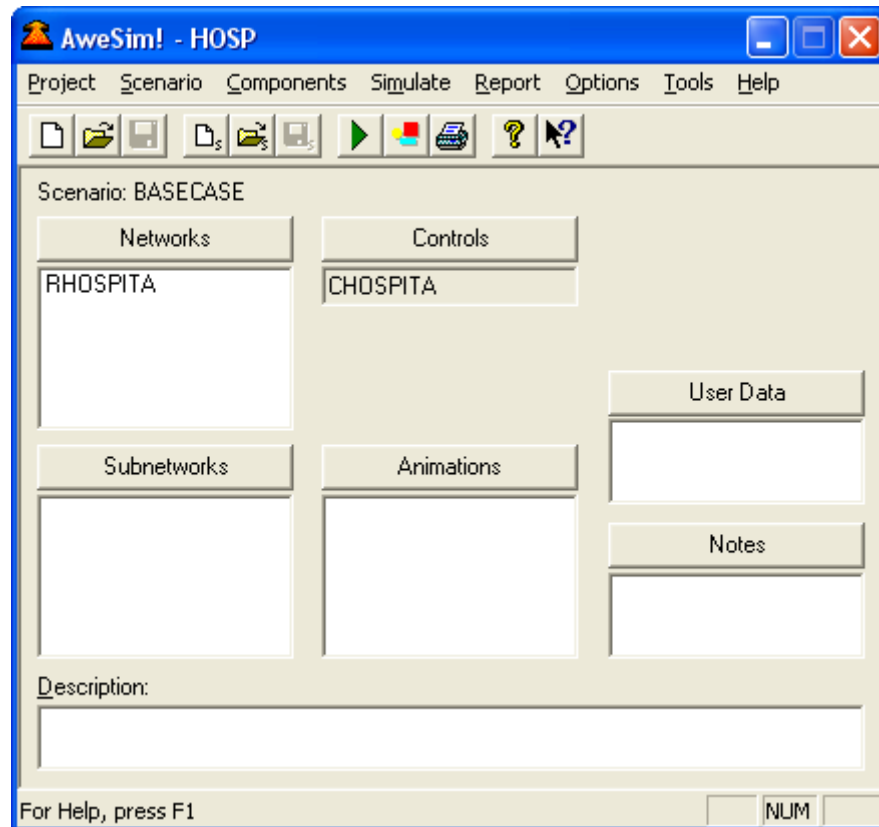 AweSim! - HOSP
Project Scenario Components Simulate Report Options Tools Help
Scenario: BASECASE
Networks Controls
RHOSPITA CHOSPITA
User Data
Subnetworks Animations
Notes
Description:
For Help, press F1 NUM